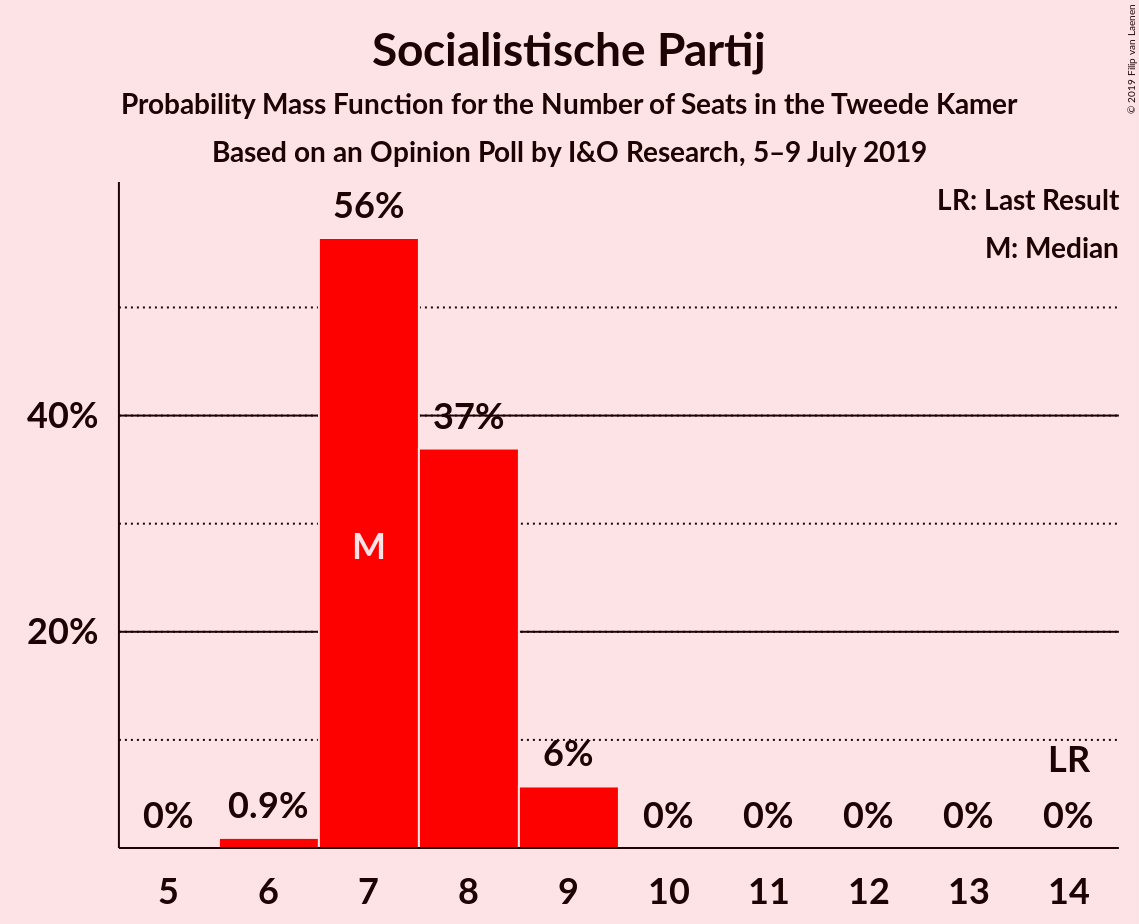 Socialistische Partij
Probability Mass Function for the Number of Seats in the Tweede Kamer
Based on an Opinion Poll by I&O Research, 5–9 July 2019
© 2019 Filip van Laenen
LR: Last Result
M: Median
56%
40%
37%
M
20%
6%
LR
0%
0.9%
0%
0%
0%
0%
0%
5 6 7 8 9 10 11 12 13 14